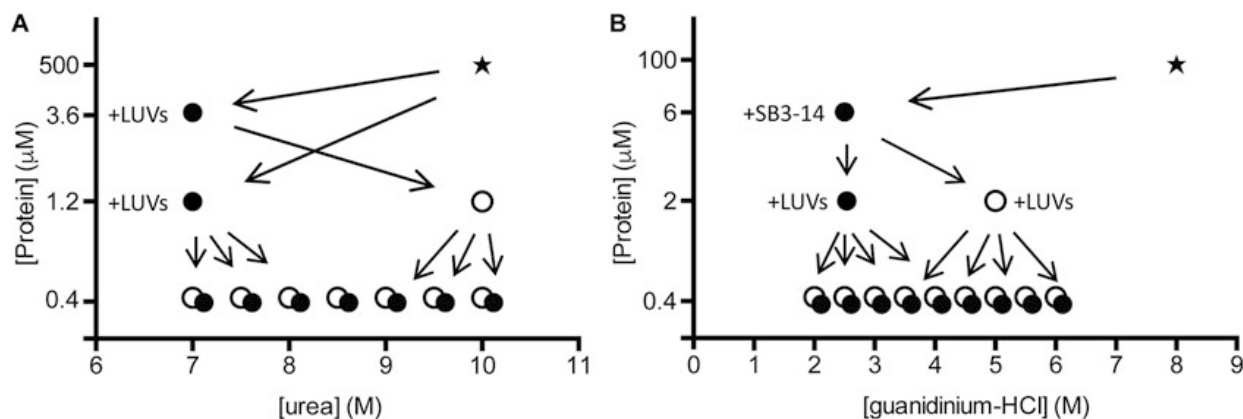 A
[Protein] (μM)
500
3.6
1.2
0.4
+LUVs
+LUVs
6 7 8 9 10 11
[urea] (M)
B
[Protein] (μM)
100
6
2
0.4
+SB3-14
+LUVs +LUVs
0 1 2 3 4 5 6 7 8 9
[guanidinium-HCl] (M)